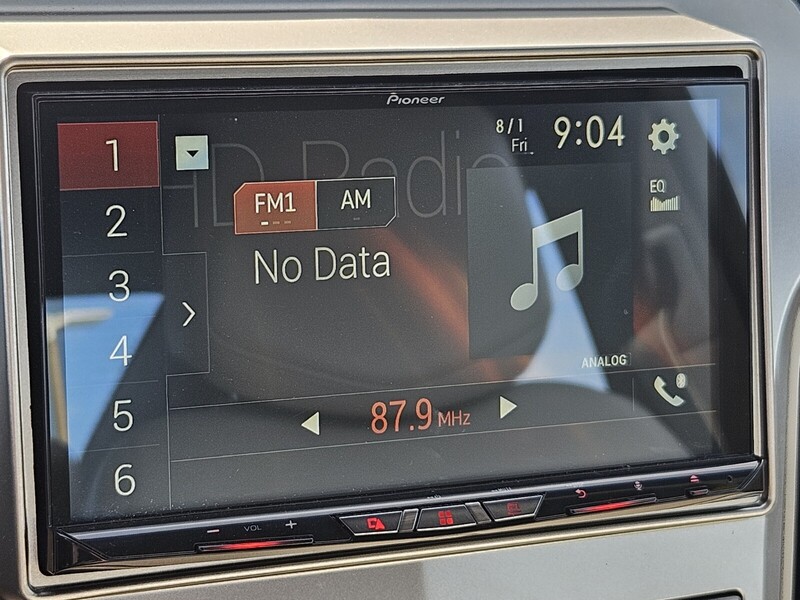 Pioneer
HD Radio
8/1
Fri
9:04
1
2
3
4
5
6
FM1
AM
No Data
EQ
ANALOG
87.9 MHz
VOL